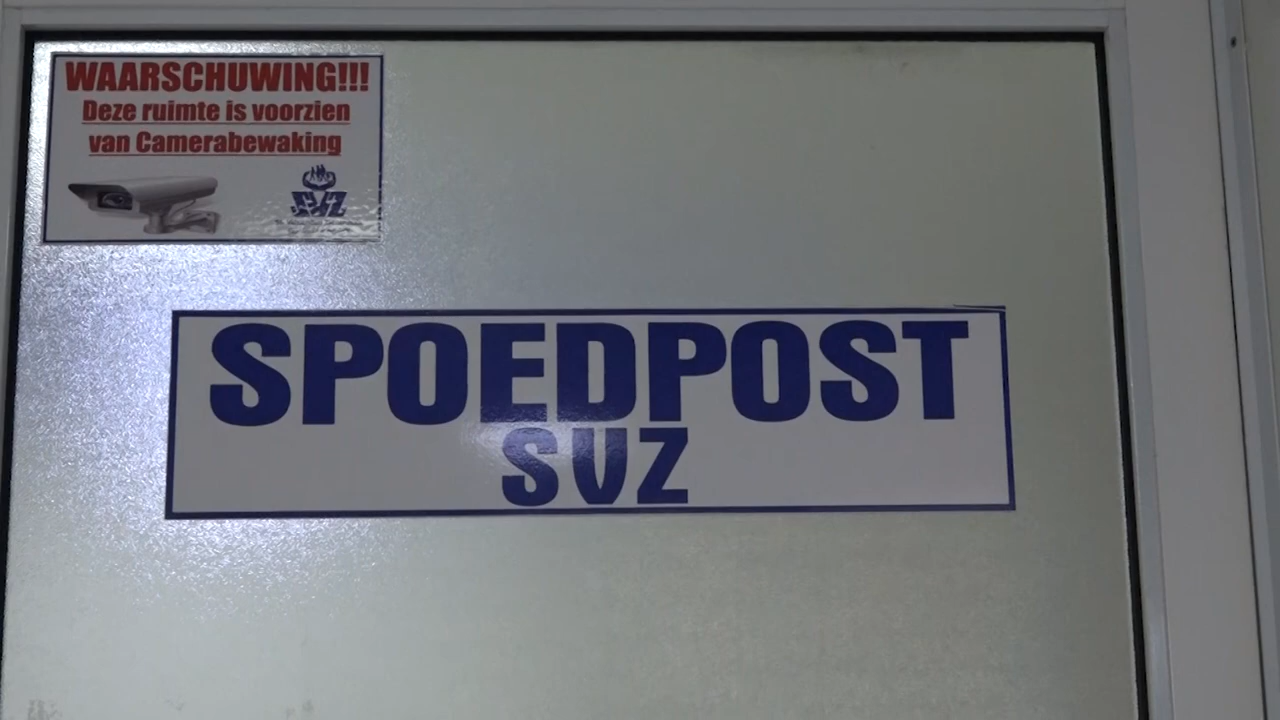 WAARSCHUWING!!!
Deze ruimte is voorzien
van Camerabewaking
SVZ
SPOEDPOST
SVZ